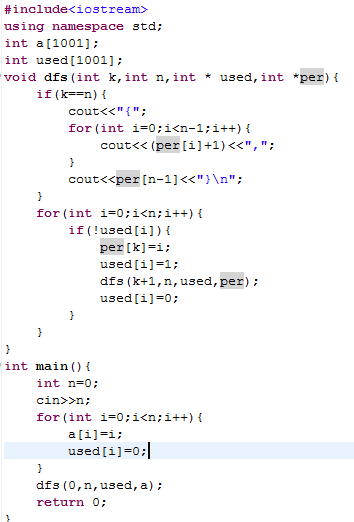 #include<iostream>
using namespace std;
int a[1001];
int used[1001];
void dfs(int k,int n,int * used,int *per){
    if(k==n){
        cout<<"{";
        for(int i=0;i<n-1;i++){
            cout<<(per[i]+1)<<",";
        }
        cout<<per[n-1]<<"}\n";
    }
    for(int i=0;i<n;i++){
        if(!used[i]){
            per[k]=i;
            used[i]=1;
            dfs(k+1,n,used,per);
            used[i]=0;
        }
    }
}
int main(){
    int n=0;
    cin>>n;
    for(int i=0;i<n;i++){
        a[i]=i;
        used[i]=0;
    }
    dfs(0,n,used,a);
    return 0;
}